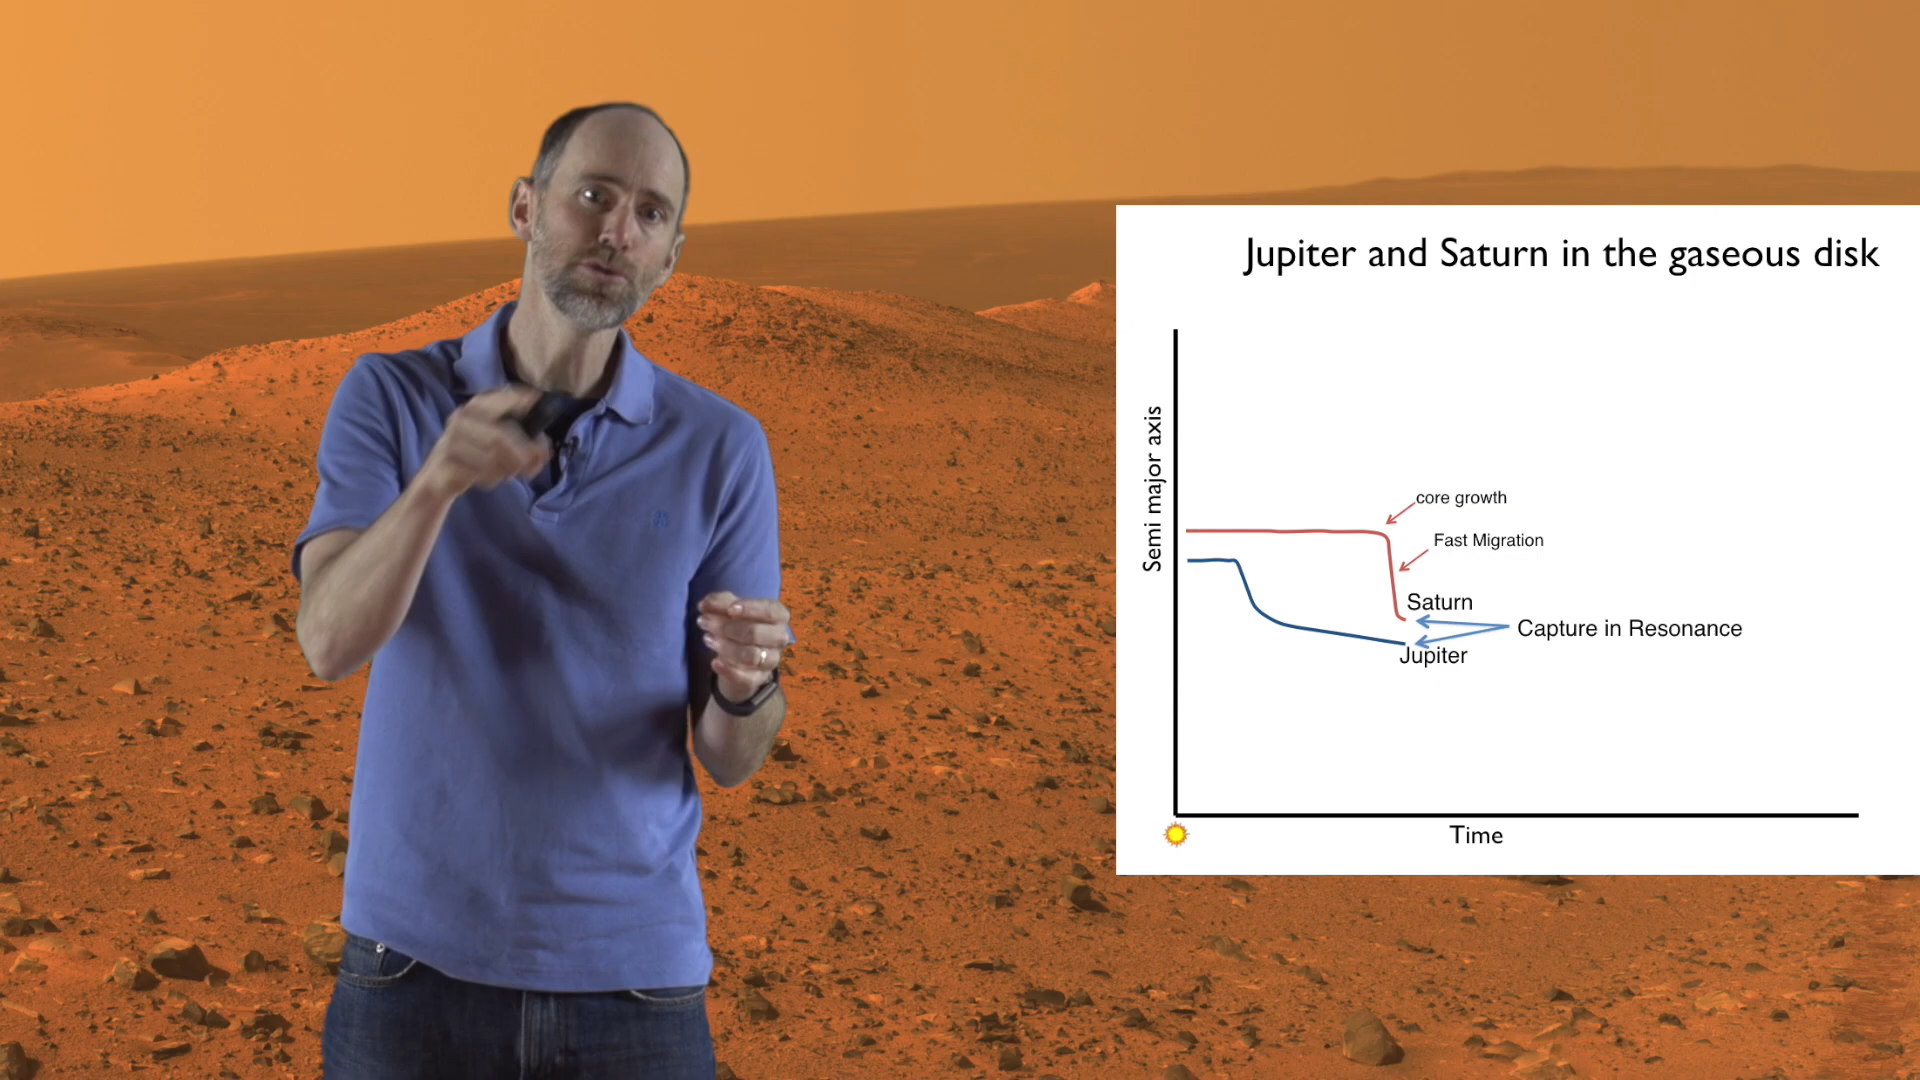 Jupiter and Saturn in the gaseous disk
Semi major axis
core growth
Fast Migration
Saturn
Capture in Resonance
Jupiter
Time